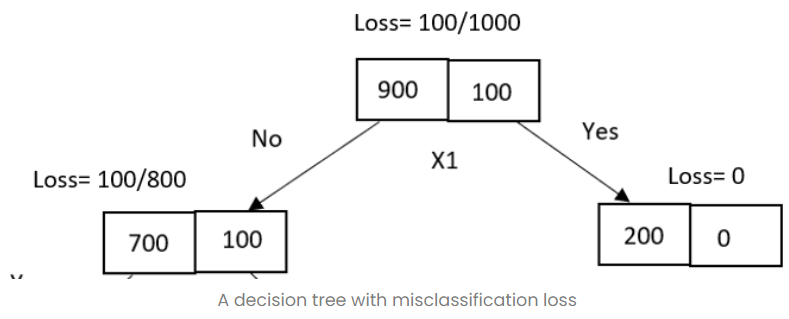 Loss= 100/1000
900 100
No
Yes
X1
Loss= 100/800
Loss= 0
700 100
200 0
A decision tree with misclassification loss